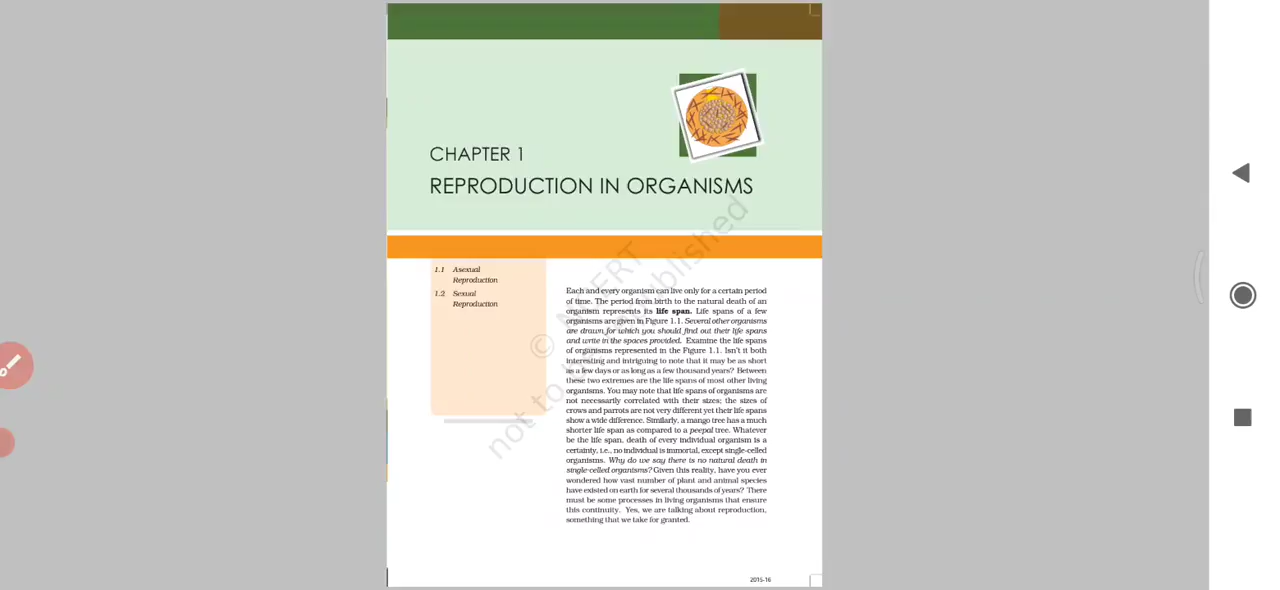 CHAPTER 1
REPRODUCTION IN ORGANISMS
1.1 Asexual
Reproduction
1.2 Sexual
Reproduction
Each and every organism can live only for a certain period
of time. The period from birth to the natural death of an
organism represents its life span. Life spans of a few
organisms are given in Figure 1.1. Several other organisms
are drawn for which you should find out their life spans
and write in the spaces provided. Examine the life spans
of organisms represented in the Figure 1.1. Isn't it both
interesting and intriguing to note that it may be as short
as a few days or as long as a few thousand years? Between
these two extremes are the life spans of most other living
organisms. You may note that life spans of organisms are
not necessarily correlated with their sizes; the sizes of
crows and parrots are not very different yet their life spans
show a wide difference. Similarly, a mango tree has a much
shorter life span as compared to a peepal tree. Whatever
be the life span, death of every individual organism is a
certainty, i.e., no individual is immortal, except single-celled
organisms. Why do we say there is no natural death in
single-celled organisms? Given this reality, have you ever
wondered how vast number of plant and animal species
have existed on earth for several thousands of years? There
must be some processes in living organisms that ensure
this continuity. Yes, we are talking about reproduction,
something that we take for granted.
© NCERT
not to be republished
2015-16